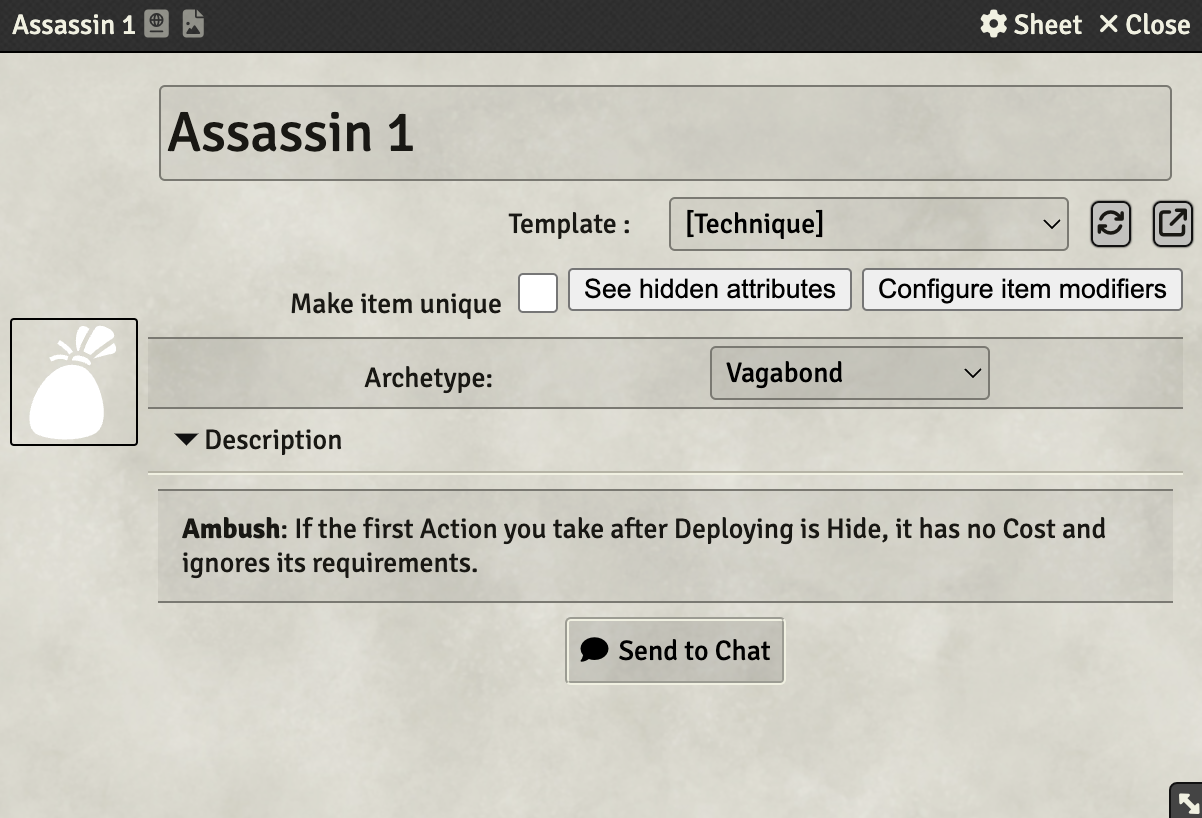 Assassin 1
Sheet
Close
Assassin 1
Template :
[Technique]
Make item unique
See hidden attributes
Configure item modifiers
Archetype:
Vagabond
Description
Ambush: If the first Action you take after Deploying is Hide, it has no Cost and
ignores its requirements.
Send to Chat